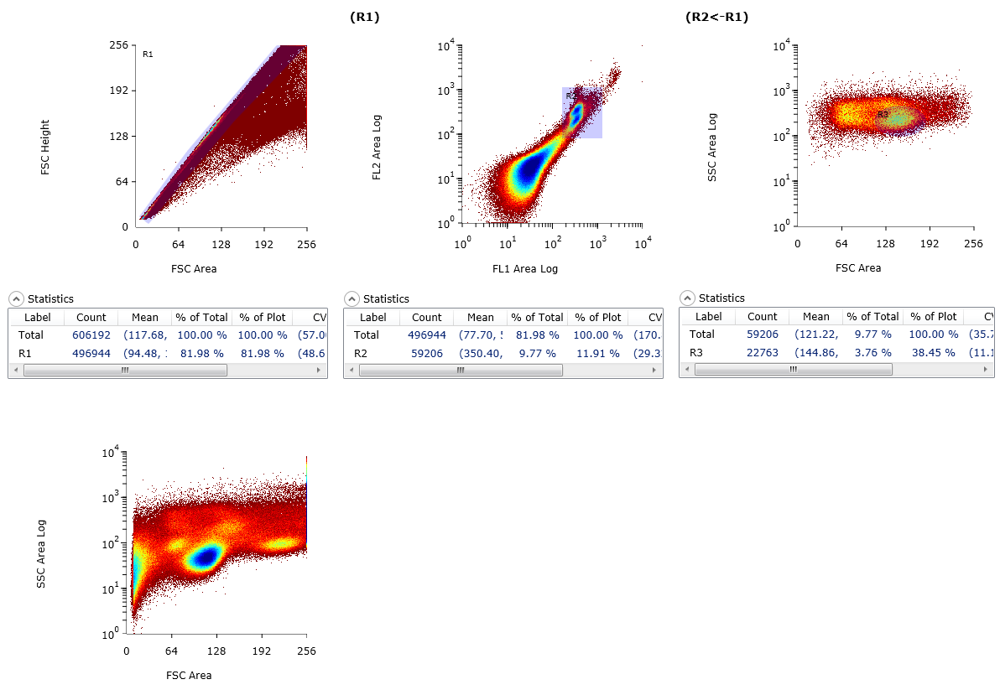 (R1)
(R2<-R1)
256
192
128
64
0
R1
FSC Height
0 64 128 192 256
FSC Area
10^4
10^3
10^2
10^1
10^0
FL2 Area Log
10^0 10^1 10^2 10^3 10^4
FL1 Area Log
10^4
10^3
10^2
10^1
10^0
R3
SSC Area Log
0 64 128 192 256
FSC Area
Statistics
Label Count Mean % of Total % of Plot CV
Total 606192 (117.68, 100.00 % 100.00 % (57.0
R1 496944 (94.48, 81.98 % 81.98 % (48.6
Statistics
Label Count Mean % of Total % of Plot CV
Total 496944 (77.70, 81.98 % 100.00 % (170.
R2 59206 (350.40, 9.77 % 11.91 % (29.3
Statistics
Label Count Mean % of Total % of Plot
Total 59206 (121.22, 9.77 % 100.00 % (35.7
R3 22763 (144.86, 3.76 % 38.45 % (11.1
10^4
10^3
10^2
10^1
10^0
SSC Area Log
0 64 128 192 256
FSC Area